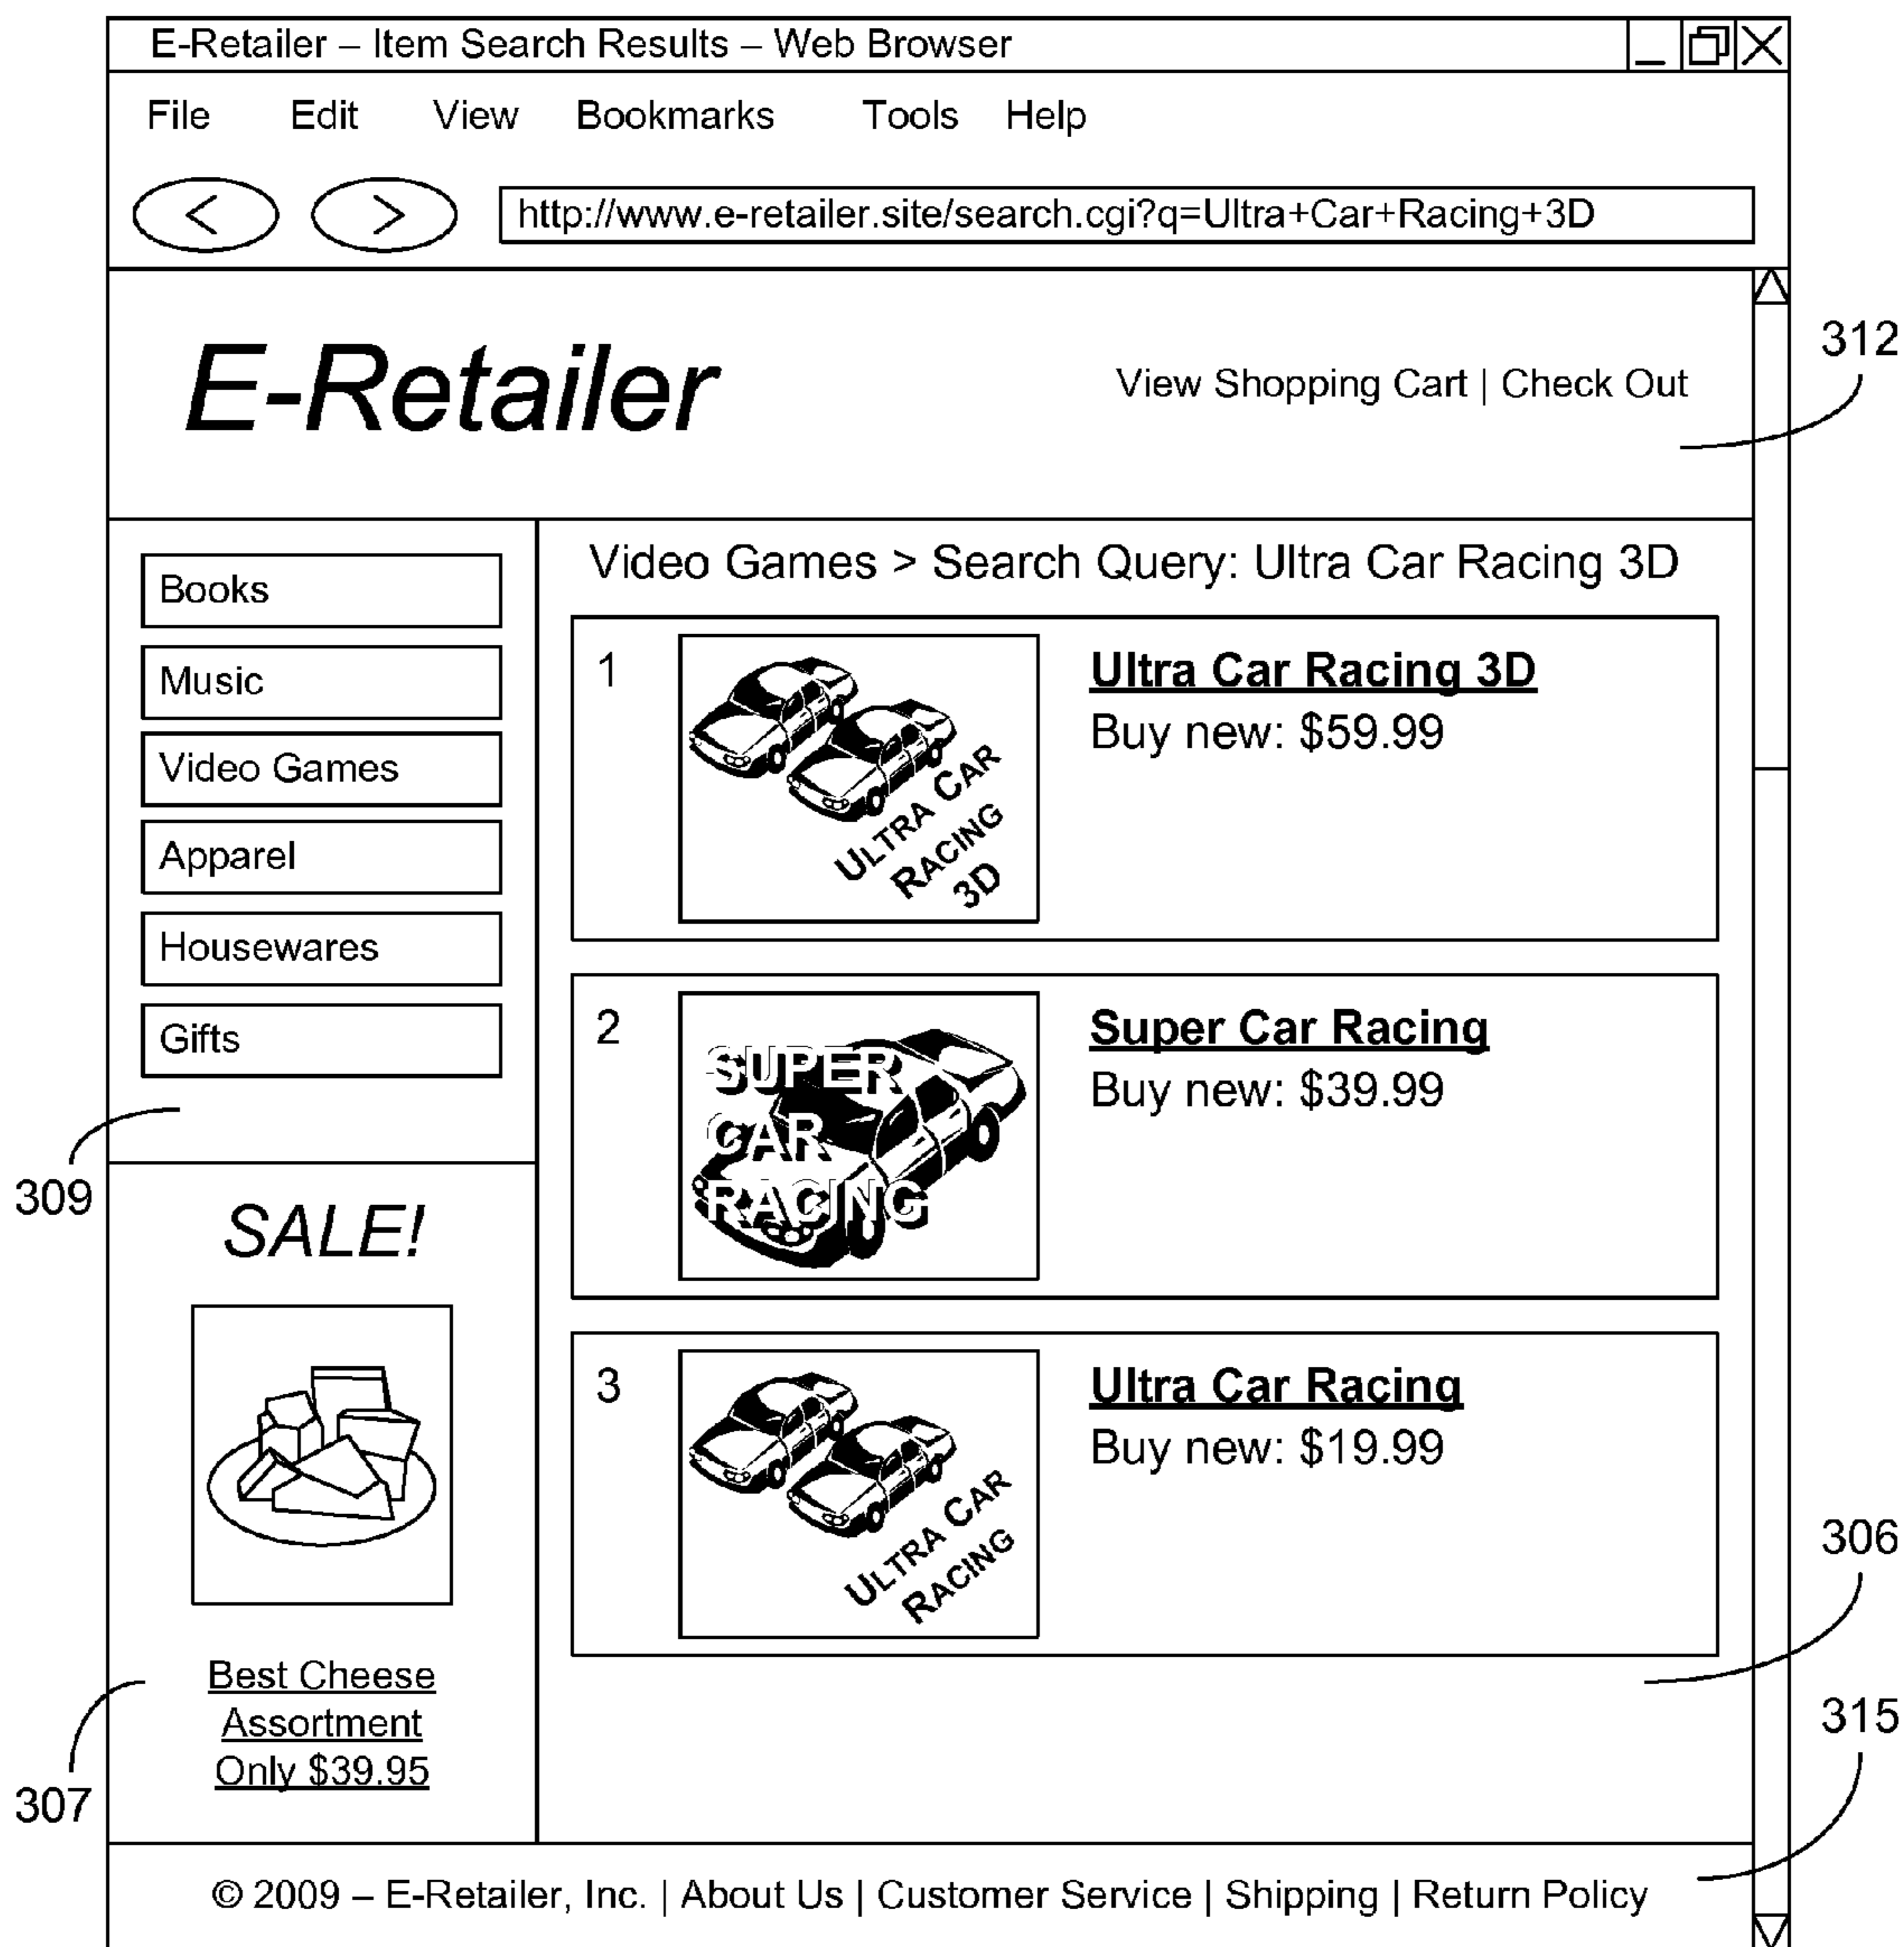 E-Retailer – Item Search Results – Web Browser
File Edit View Bookmarks Tools Help
http://www.e-retailer.site/search.cgi?q=Ultra+Car+Racing+3D
E-Retailer
View Shopping Cart | Check Out
312
Books
Music
Video Games
Apparel
Housewares
Gifts
309
SALE!
Best Cheese
Assortment
Only $39.95
307
Video Games > Search Query: Ultra Car Racing 3D
1
ULTRA CAR
RACING
3D
Ultra Car Racing 3D
Buy new: $59.99
2
SUPER
CAR
RACING
Super Car Racing
Buy new: $39.99
3
ULTRA CAR
RACING
Ultra Car Racing
Buy new: $19.99
306
315
© 2009 – E-Retailer, Inc. | About Us | Customer Service | Shipping | Return Policy